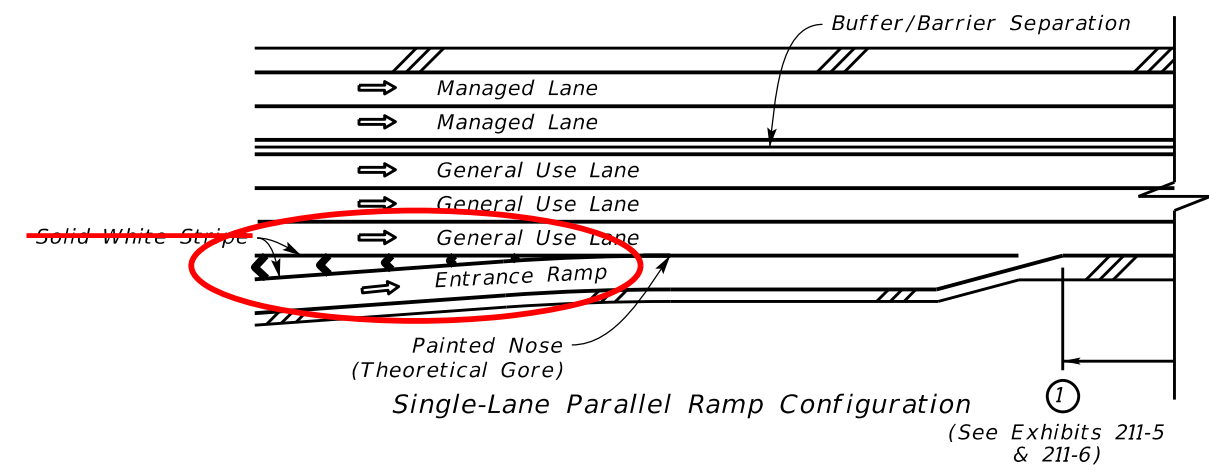 Buffer/Barrier Separation
Managed Lane
Managed Lane
General Use Lane
General Use Lane
Solid White Stripe
General Use Lane
Entrance Ramp
Painted Nose
(Theoretical Gore)
Single-Lane Parallel Ramp Configuration
1
(See Exhibits 211-5
& 211-6)